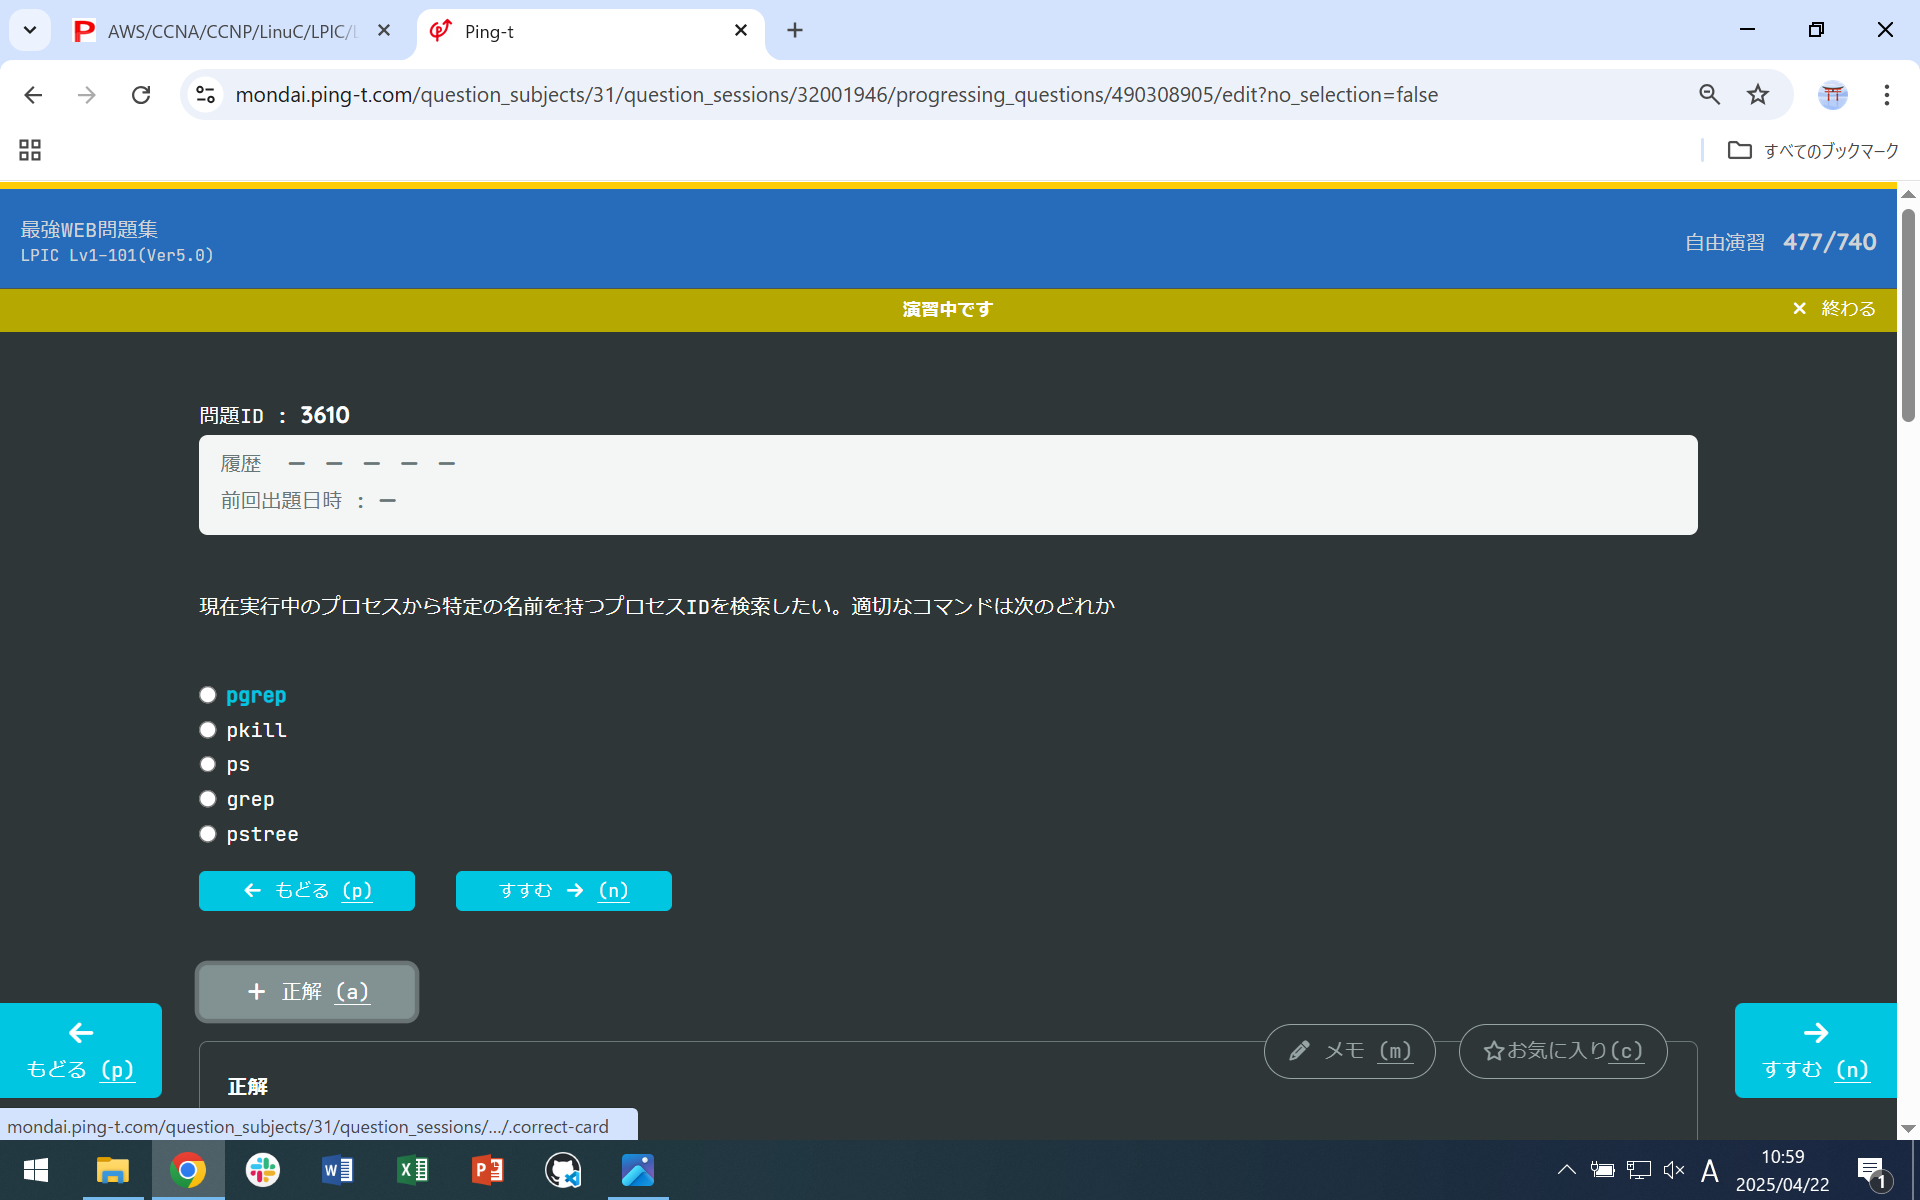 AWS/CCNA/CCNP/LinuC/LPIC/
Ping-t
mondai.ping-t.com/question_subjects/31/question_sessions/32001946/progressing_questions/490308905/edit?no_selection=false
すべてのブックマーク
最強WEB問題集
LPIC Lv1-101(Ver5.0)
自由演習 477/740
演習中です
× 終わる
問題ID : 3610
履歴 ー ー ー ー ー
前回出題日時 : ー
現在実行中のプロセスから特定の名前を持つプロセスIDを検索したい。適切なコマンドは次のどれか
pgrep
pkill
ps
grep
pstree
← もどる (p)
すすむ → (n)
+ 正解 (a)
メモ (m)
☆お気に入り(c)
←
もどる (p)
→
すすむ (n)
正解
mondai.ping-t.com/question_subjects/31/question_sessions/.../.correct-card
A
10:59
2025/04/22
1